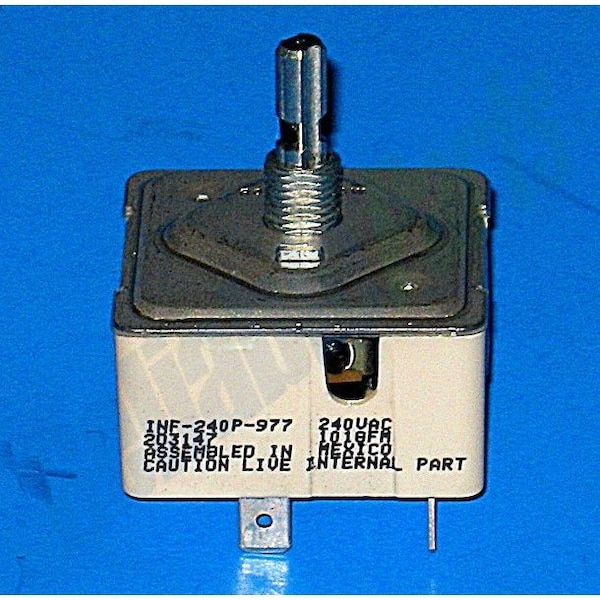 INF-240P-977 240VAC
203147 1018FM
ASSEMBLED IN MEXICO
CAUTION LIVE INTERNAL PART